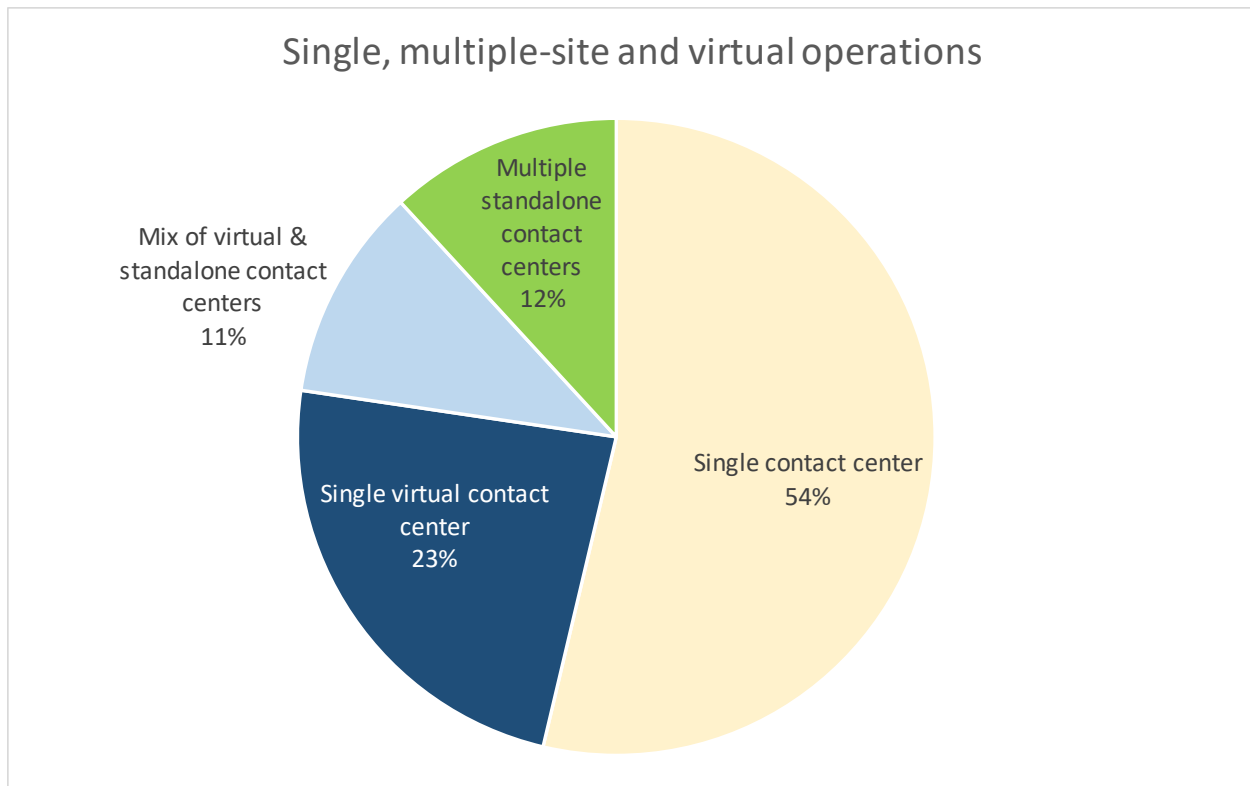 Single, multiple-site and virtual operations
Multiple
standalone
contact
centers
12%
Mix of virtual &
standalone contact
centers
11%
Single contact center
54%
Single virtual contact
center
23%